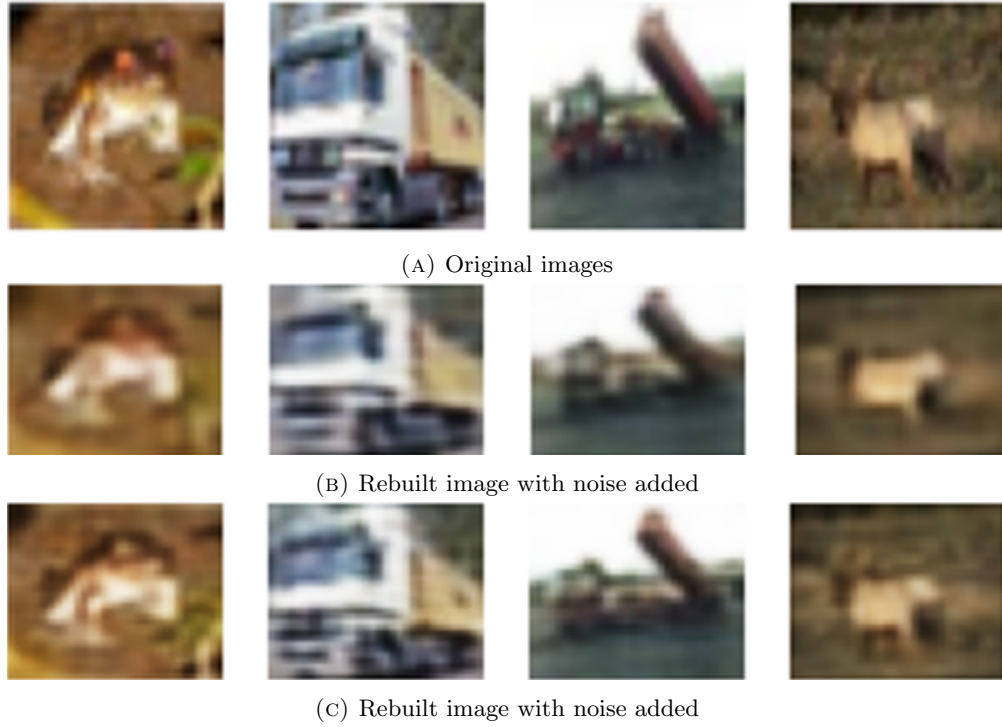 (A) Original images
(B) Rebuilt image with noise added
(C) Rebuilt image with noise added